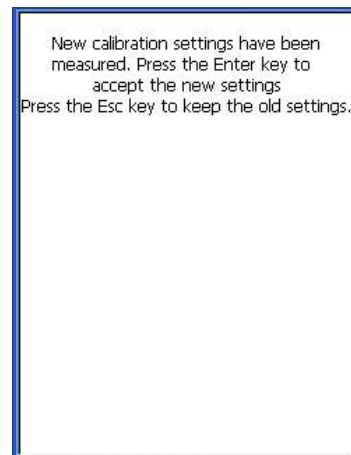 New calibration settings have been
measured. Press the Enter key to
accept the new settings
Press the Esc key to keep the old settings.